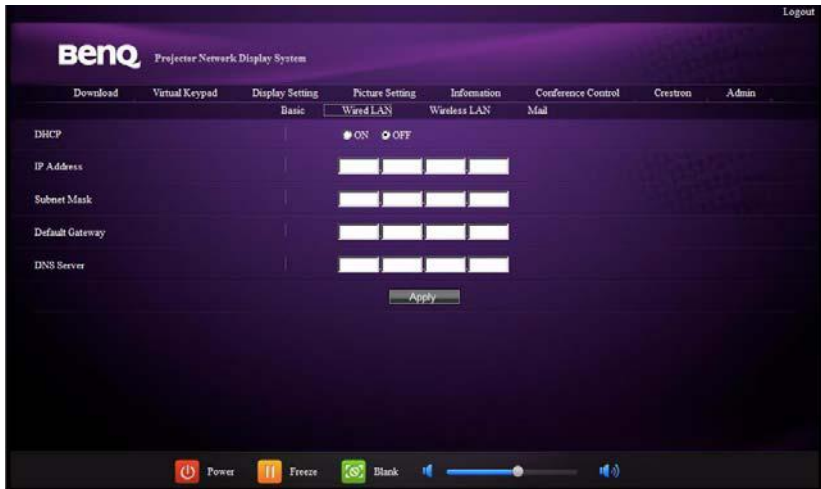 Logout
BenQ Projector Network Display System
Download Virtual Keypad Display Setting Picture Setting Information Conference Control Crestron Admin
Basic Wired LAN Wireless LAN Mail
DHCP ON OFF
IP Address
Subnet Mask
Default Gateway
DNS Server
Apply
Power Freeze Blank